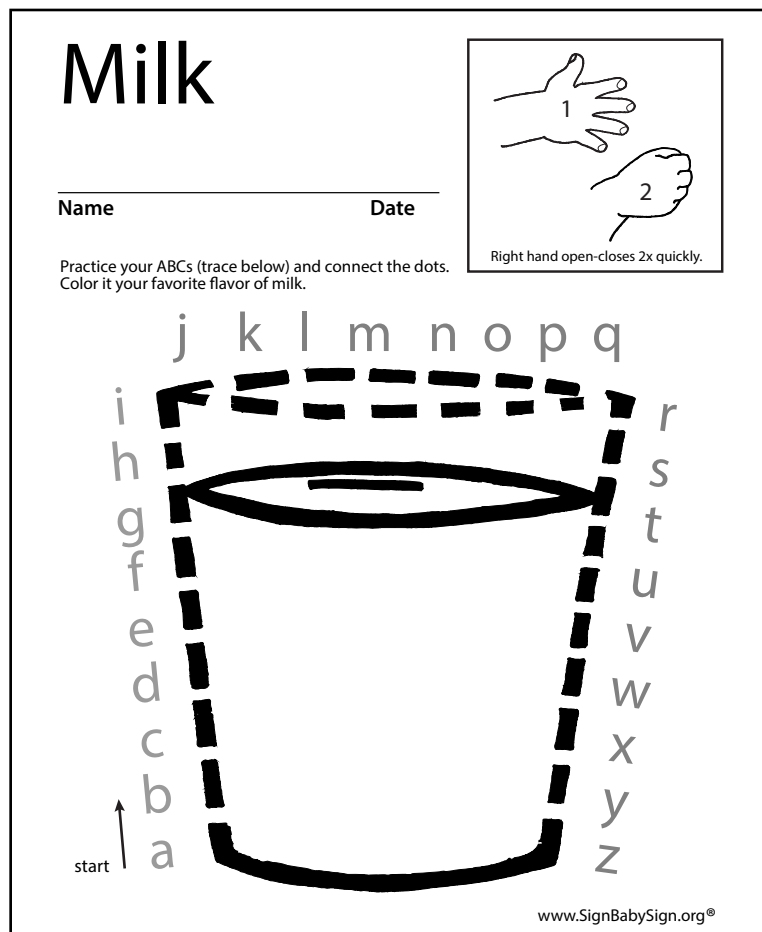 Milk
1
2
Right hand open-closes 2x quickly.
Name Date
Practice your ABCs (trace below) and connect the dots.
Color it your favorite flavor of milk.
j k l m n o p q
i
h
g
f
e
d
c
b
a
start
r
s
t
u
v
w
x
y
z
www.SignBabySign.org®